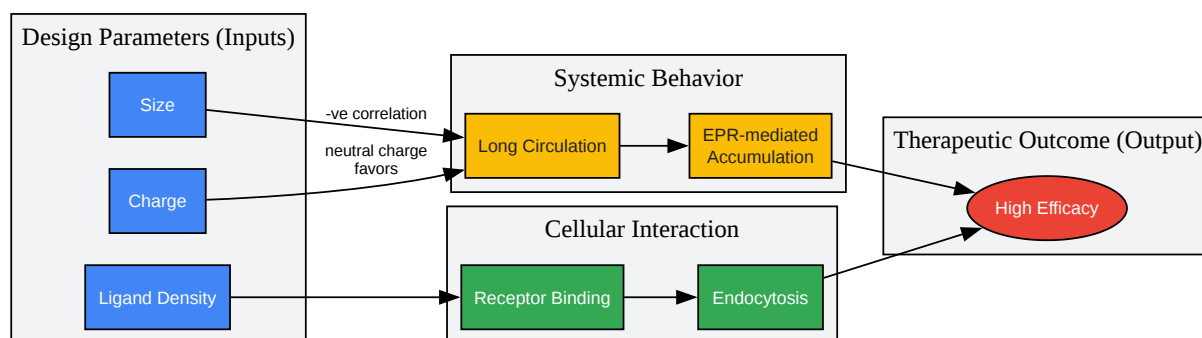 Design Parameters (Inputs)
Size
Charge
Ligand Density
-ve correlation
neutral charge
favors
Systemic Behavior
Long Circulation
EPR-mediated
Accumulation
Cellular Interaction
Receptor Binding
Endocytosis
Therapeutic Outcome (Output)
High Efficacy